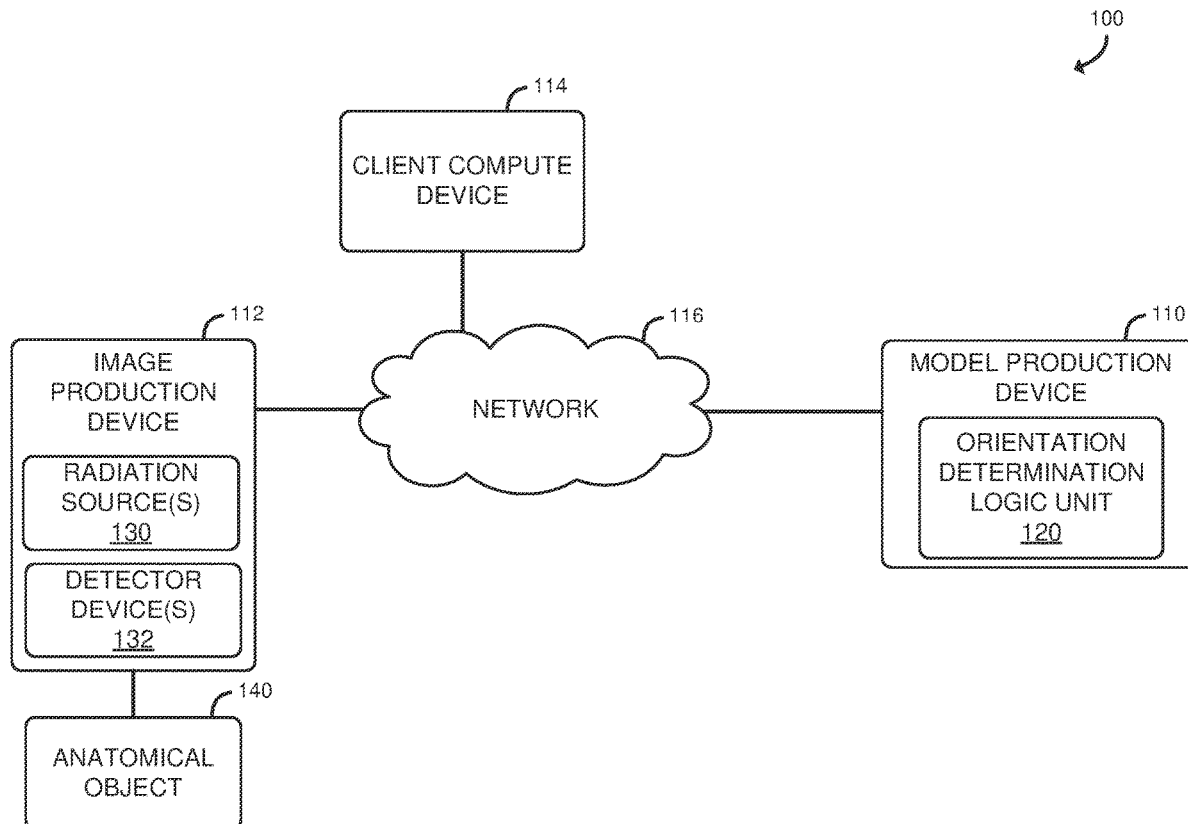 100
114
CLIENT COMPUTE
DEVICE
112
IMAGE
PRODUCTION
DEVICE
RADIATION
SOURCE(S)
130
DETECTOR
DEVICE(S)
132
116
NETWORK
110
MODEL PRODUCTION
DEVICE
ORIENTATION
DETERMINATION
LOGIC UNIT
120
140
ANATOMICAL
OBJECT